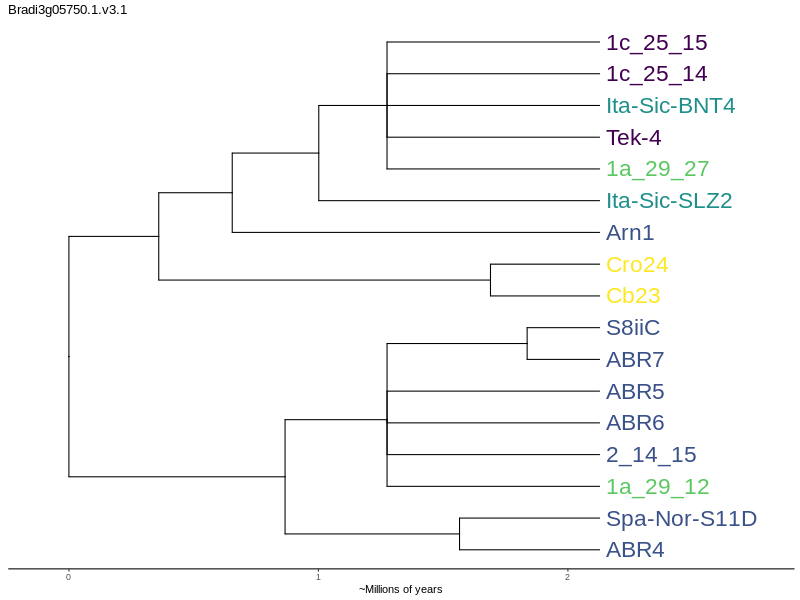 Bradi3g05750.1.v3.1
1c_25_15
1c_25_14
Ita-Sic-BNT4
Tek-4
1a_29_27
Ita-Sic-SLZ2
Arn1
Cro24
Cb23
S8iiC
ABR7
ABR5
ABR6
2_14_15
1a_29_12
Spa-Nor-S11D
ABR4
0 1 2
~Millions of years